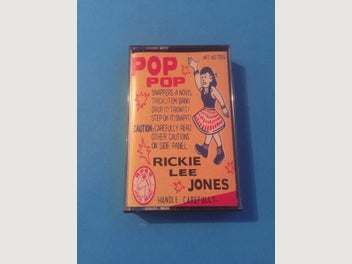 POP
POP
SNAPPERS A NOVEL
TRICK ITEM BANG
DROP IT/THROW IT/
STEP ON IT/SNAP IT/
CAUTION: CAREFULLY READ
OTHER CAUTIONS
ON SIDE PANEL
RICKIE
LEE
JONES
HANDLE CAREFULLY.